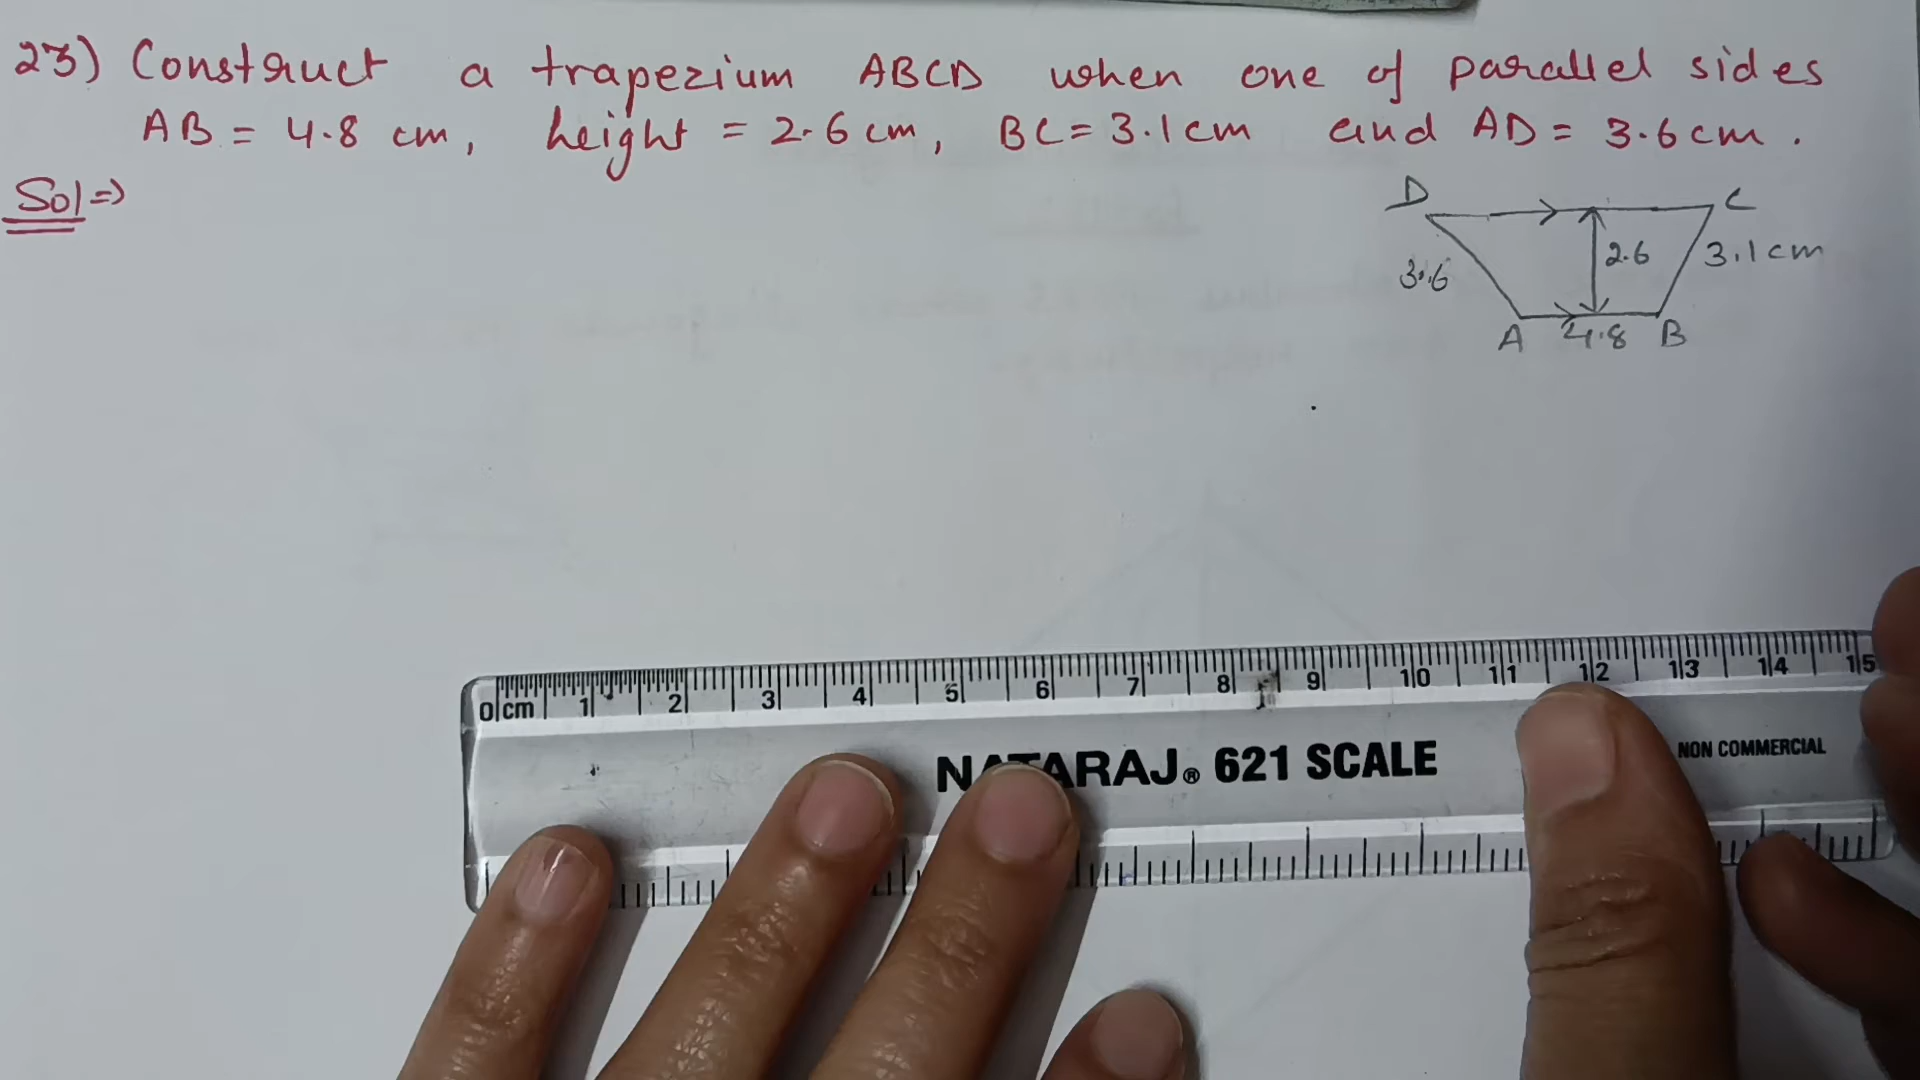 23) Construct a trapezium ABCD when one of parallel sides
AB = 4.8 cm, height = 2.6 cm, BC = 3.1 cm and AD = 3.6 cm.
Sol ⇒
D C
3.6 2.6 3.1 cm
A 4.8 B
0 cm 1 2 3 4 5 6 7 8 9 10 11 12 13 14 15
NATARAJ® 621 SCALE
NON COMMERCIAL